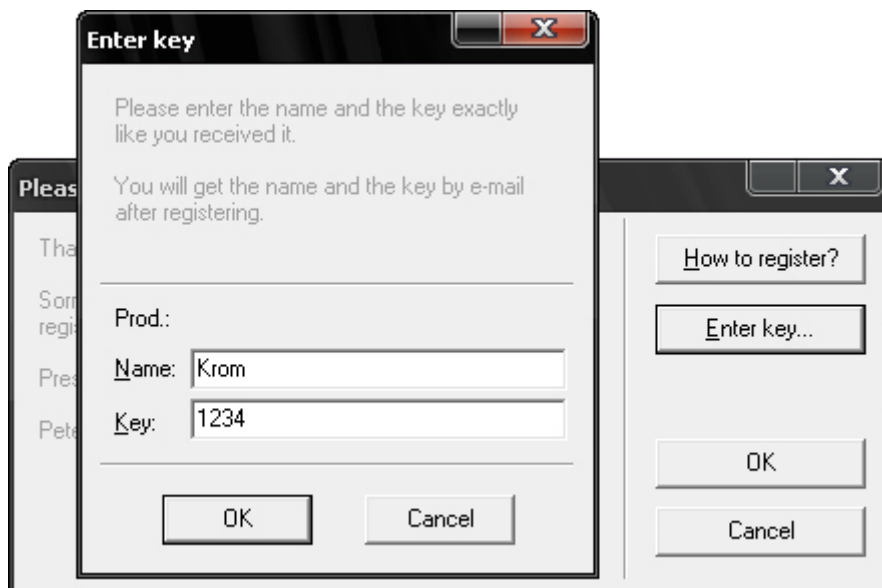 Enter key
Please enter the name and the key exactly
like you received it.
You will get the name and the key by e-mail
after registering.
Prod.:
Name: Krom
Key: 1234
OK
Cancel
Pleas
Tha
Sorr
regi
Pres
Pete
How to register?
Enter key...
OK
Cancel